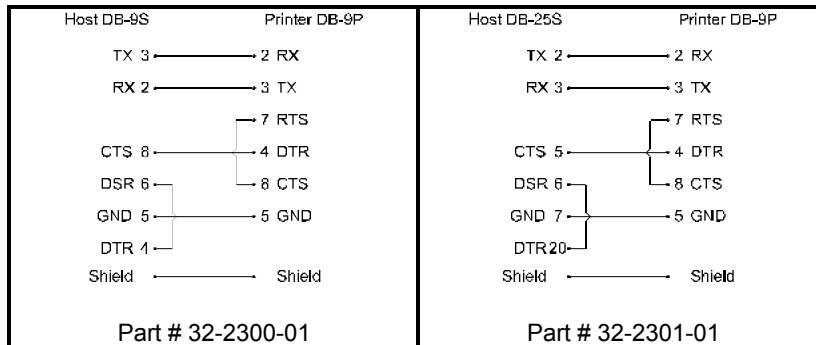 Host DB-9S Printer DB-9P
TX 3 2 RX
RX 2 3 TX
7 RTS
CTS 8 4 DTR
DSR 6 8 CTS
GND 5 5 GND
DTR 4
Shield Shield
Part # 32-2300-01
Host DB-25S Printer DB-9P
TX 2 2 RX
RX 3 3 TX
7 RTS
CTS 5 4 DTR
DSR 6 8 CTS
GND 7 5 GND
DTR20
Shield Shield
Part # 32-2301-01